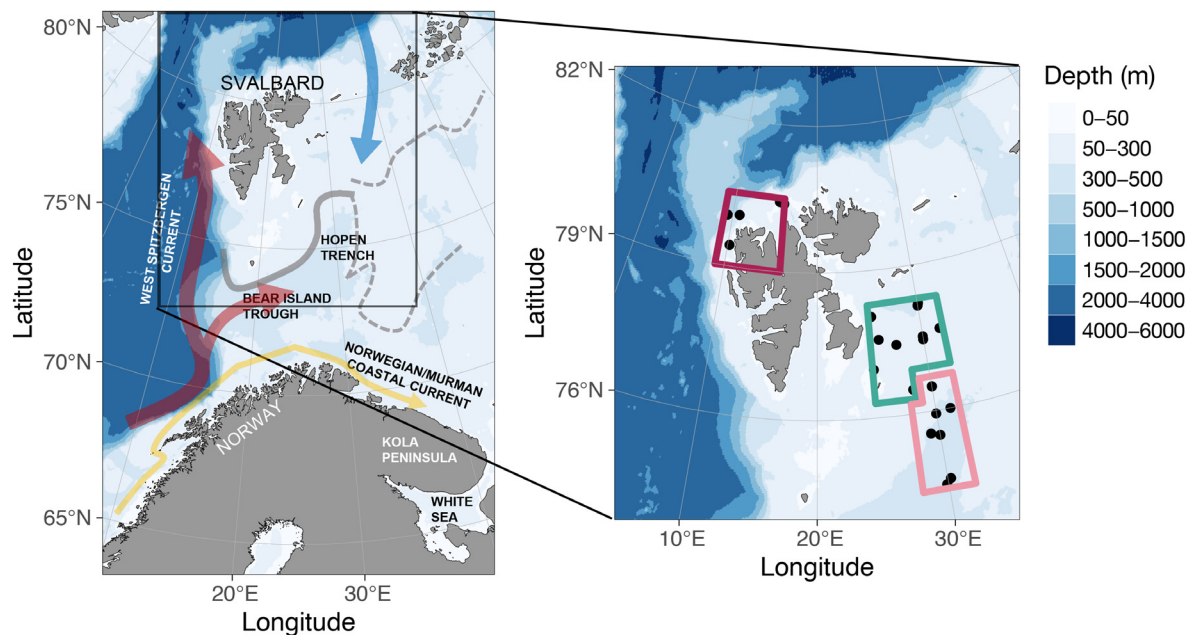 80°N
75°N
70°N
65°N
Latitude
20°E
30°E
Longitude
SVALBARD
WEST SPITZBERGEN
CURRENT
HOPEN
TRENCH
BEAR ISLAND
TROUGH
NORWEGIAN/MURMAN
COASTAL CURRENT
NORWAY
KOLA
PENINSULA
WHITE
SEA
82°N
79°N
76°N
Latitude
10°E
20°E
30°E
Longitude
Depth (m)
0–50
50–300
300–500
500–1000
1000–1500
1500–2000
2000–4000
4000–6000